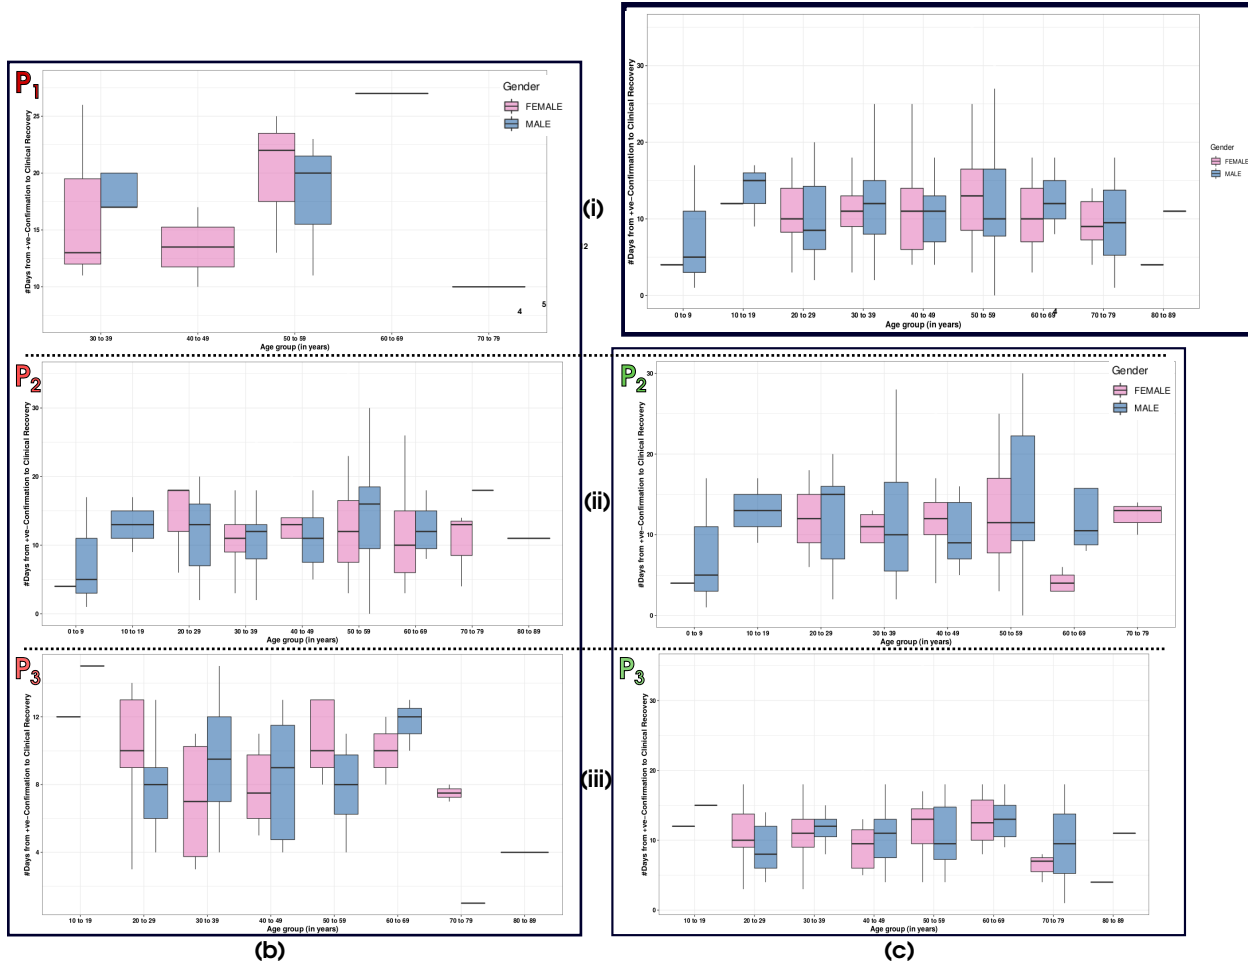 P1
#Days from +ve-Confirmation to Clinical Recovery
25
20
15
10
30 to 39 40 to 49 50 to 59 60 to 69 70 to 79
Age group (in years)
Gender
FEMALE
MALE
4
5
(i)
2
#Days from +ve-Confirmation to Clinical Recovery
30
20
10
0
0 to 9 10 to 19 20 to 29 30 to 39 40 to 49 50 to 59 60 to 69 70 to 79 80 to 89
4
Age group (in years)
Gender
FEMALE
MALE
P2
#Days from +ve-Confirmation to Clinical Recovery
30
20
10
0
0 to 9 10 to 19 20 to 29 30 to 39 40 to 49 50 to 59 60 to 69 70 to 79 80 to 89
Age group (in years)
(ii)
P2
#Days from +ve-Confirmation to Clinical Recovery
30
20
10
0
0 to 9 10 to 19 20 to 29 30 to 39 40 to 49 50 to 59 60 to 69 70 to 79
Age group (in years)
Gender
FEMALE
MALE
P3
#Days from +ve-Confirmation to Clinical Recovery
12
8
4
10 to 19 20 to 29 30 to 39 40 to 49 50 to 59 60 to 69 70 to 79 80 to 89
Age group (in years)
(iii)
P3
#Days from +ve-Confirmation to Clinical Recovery
30
20
10
0
10 to 19 20 to 29 30 to 39 40 to 49 50 to 59 60 to 69 70 to 79 80 to 89
Age group (in years)
(b)
(c)